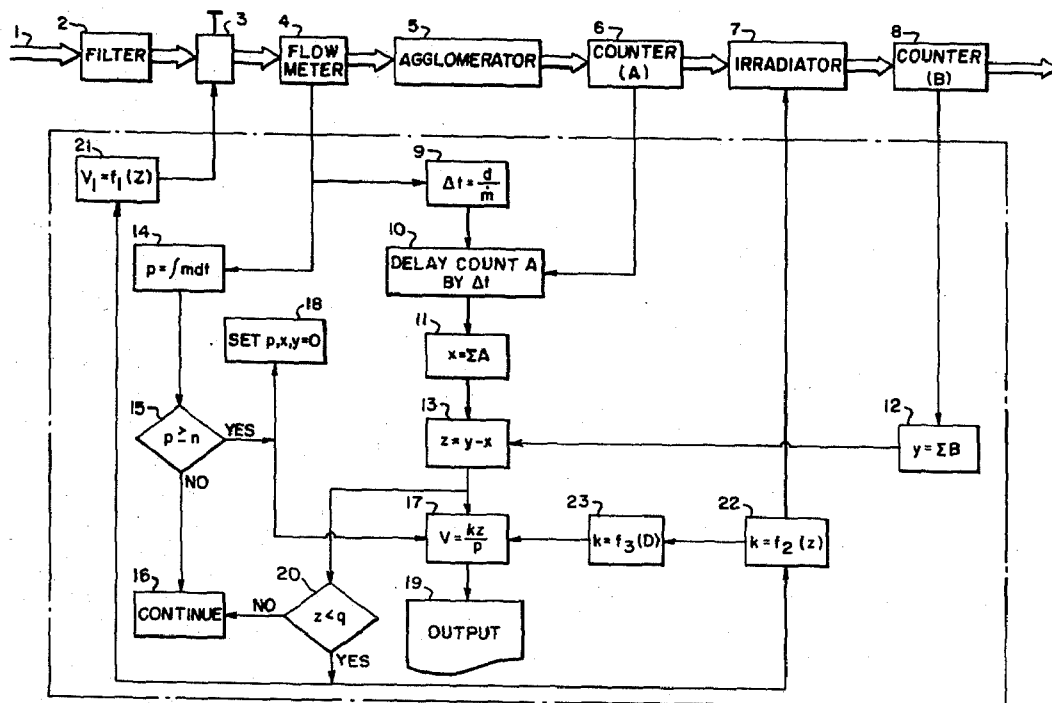 1
2
FILTER
3
4
FLOW
METER
5
AGGLOMERATOR
6
COUNTER
(A)
7
IRRADIATOR
8
COUNTER
(B)
21
V₁=f₁(Z)
9
Δt=d/ṁ
14
p=∫mdt
10
DELAY COUNT A
BY Δt
18
SET p,x,y=0
11
x=ΣA
15
p≥n
YES
NO
13
z=y-x
12
y=ΣB
17
V=kz/p
23
k=f₃(D)
22
k=f₂(z)
16
CONTINUE
NO
20
z<q
YES
19
OUTPUT